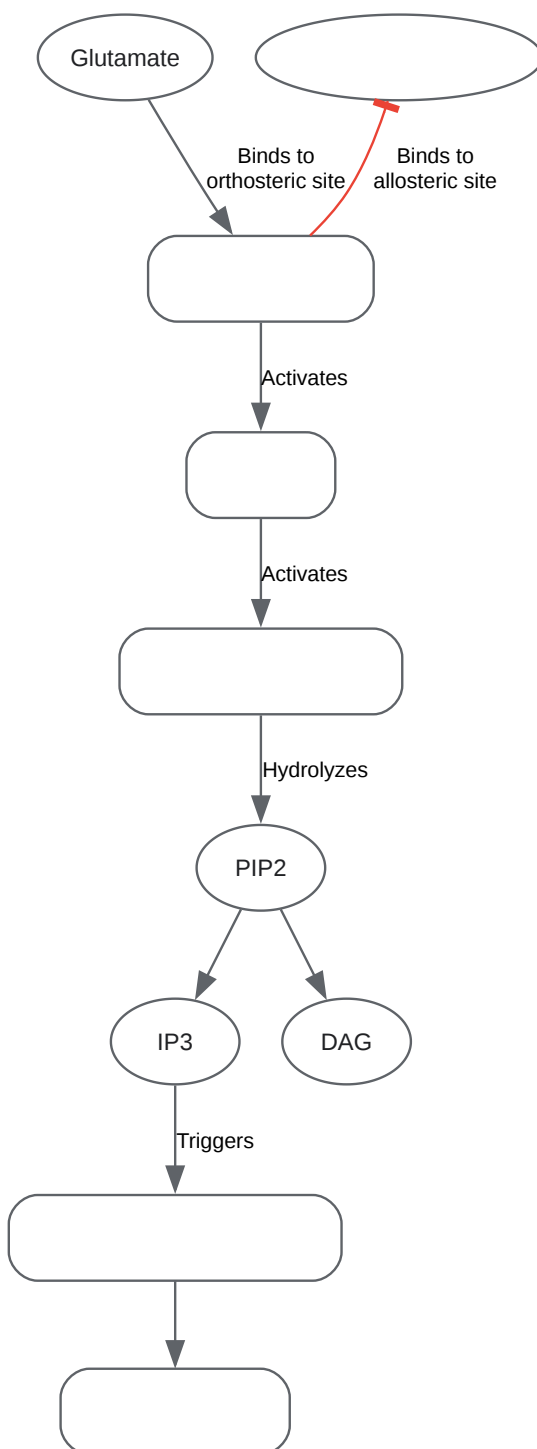 Glutamate
Binds to
orthosteric site
Binds to
allosteric site
Activates
Activates
Hydrolyzes
PIP2
IP3
DAG
Triggers